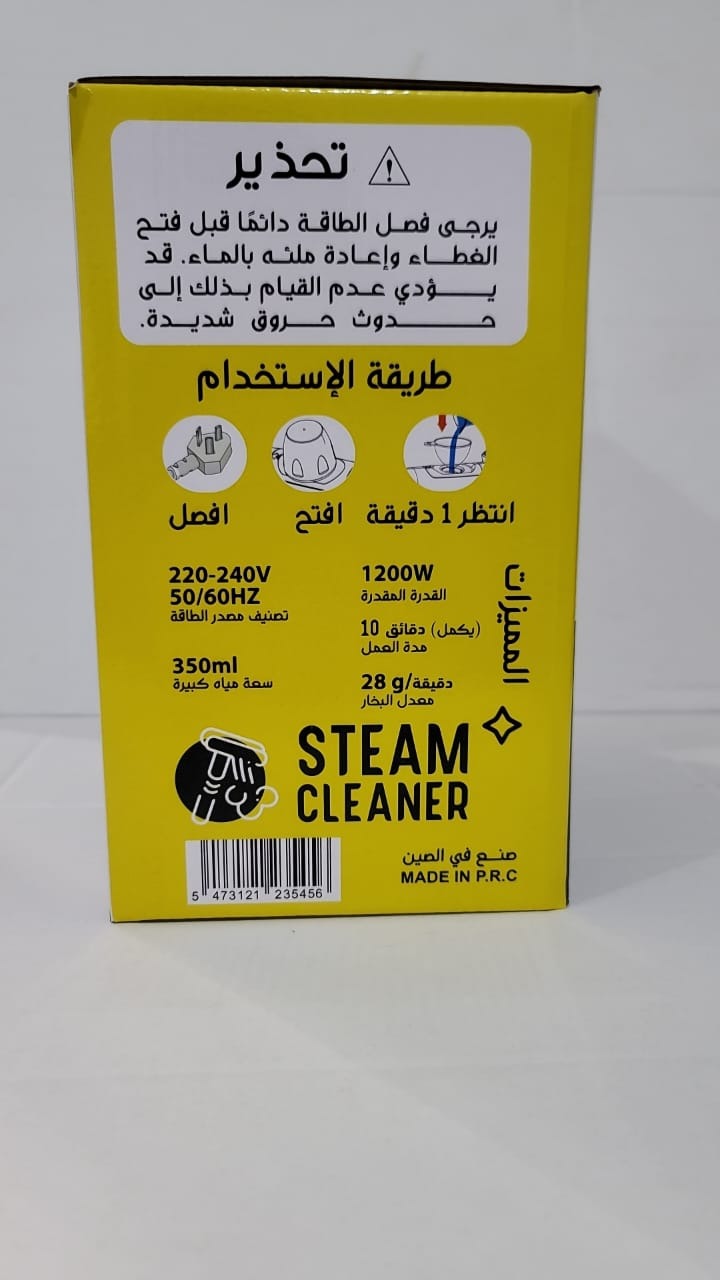 تحذير
يرجى فصل الطاقة دائمًا قبل فتح
الغطاء وإعادة ملئه بالماء. قد
يؤدي عدم القيام بذلك إلى
حدوث حروق شديدة.
طريقة الإستخدام
انتظر 1 دقيقة
افتح
افصل
المميزات
1200W
القدرة المقدرة
220-240V
50/60HZ
تصنيف مصدر الطاقة
10 دقائق (يكمل)
مدة العمل
350ml
سعة مياه كبيرة
28 g/دقيقة
معدل البخار
STEAM
CLEANER
صنع في الصين
MADE IN P.R.C
5 473121 235456